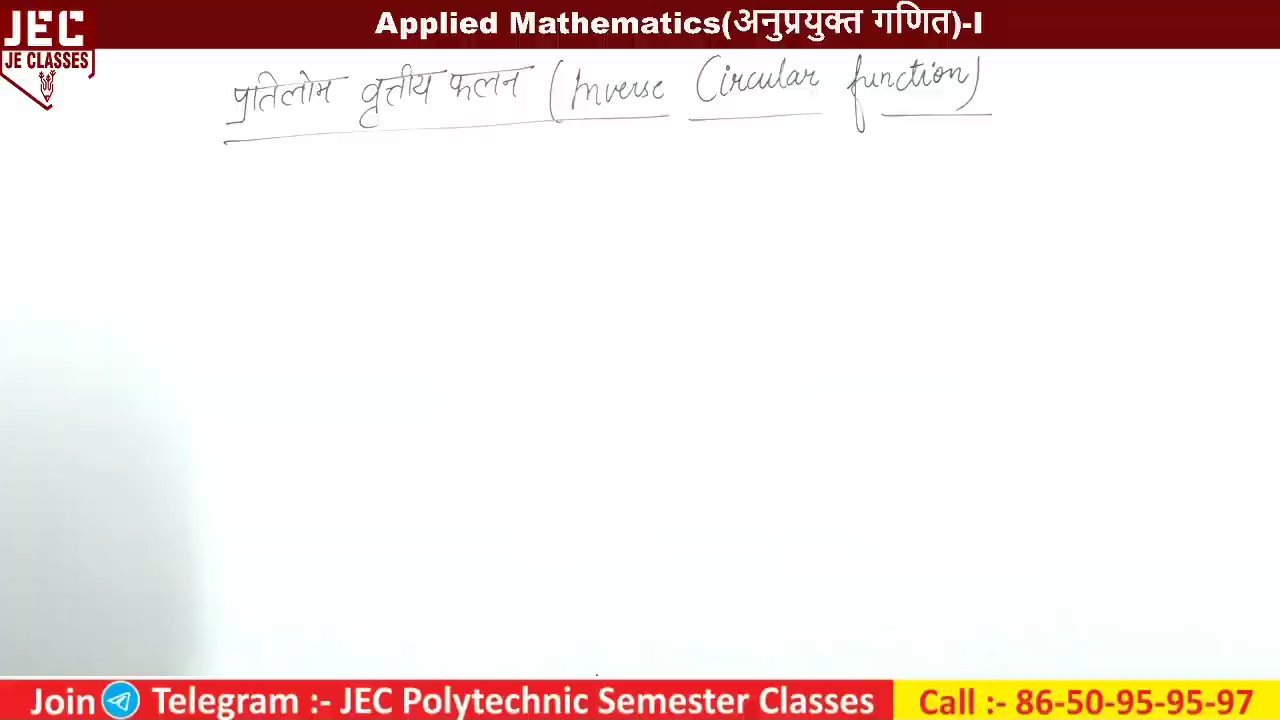 Applied Mathematics(अनुप्रयुक्त गणित)-I
JEC
JE CLASSES
प्रतिलोम वृत्तीय फलन (Inverse Circular function)
Join Telegram :- JEC Polytechnic Semester Classes
Call :- 86-50-95-95-97